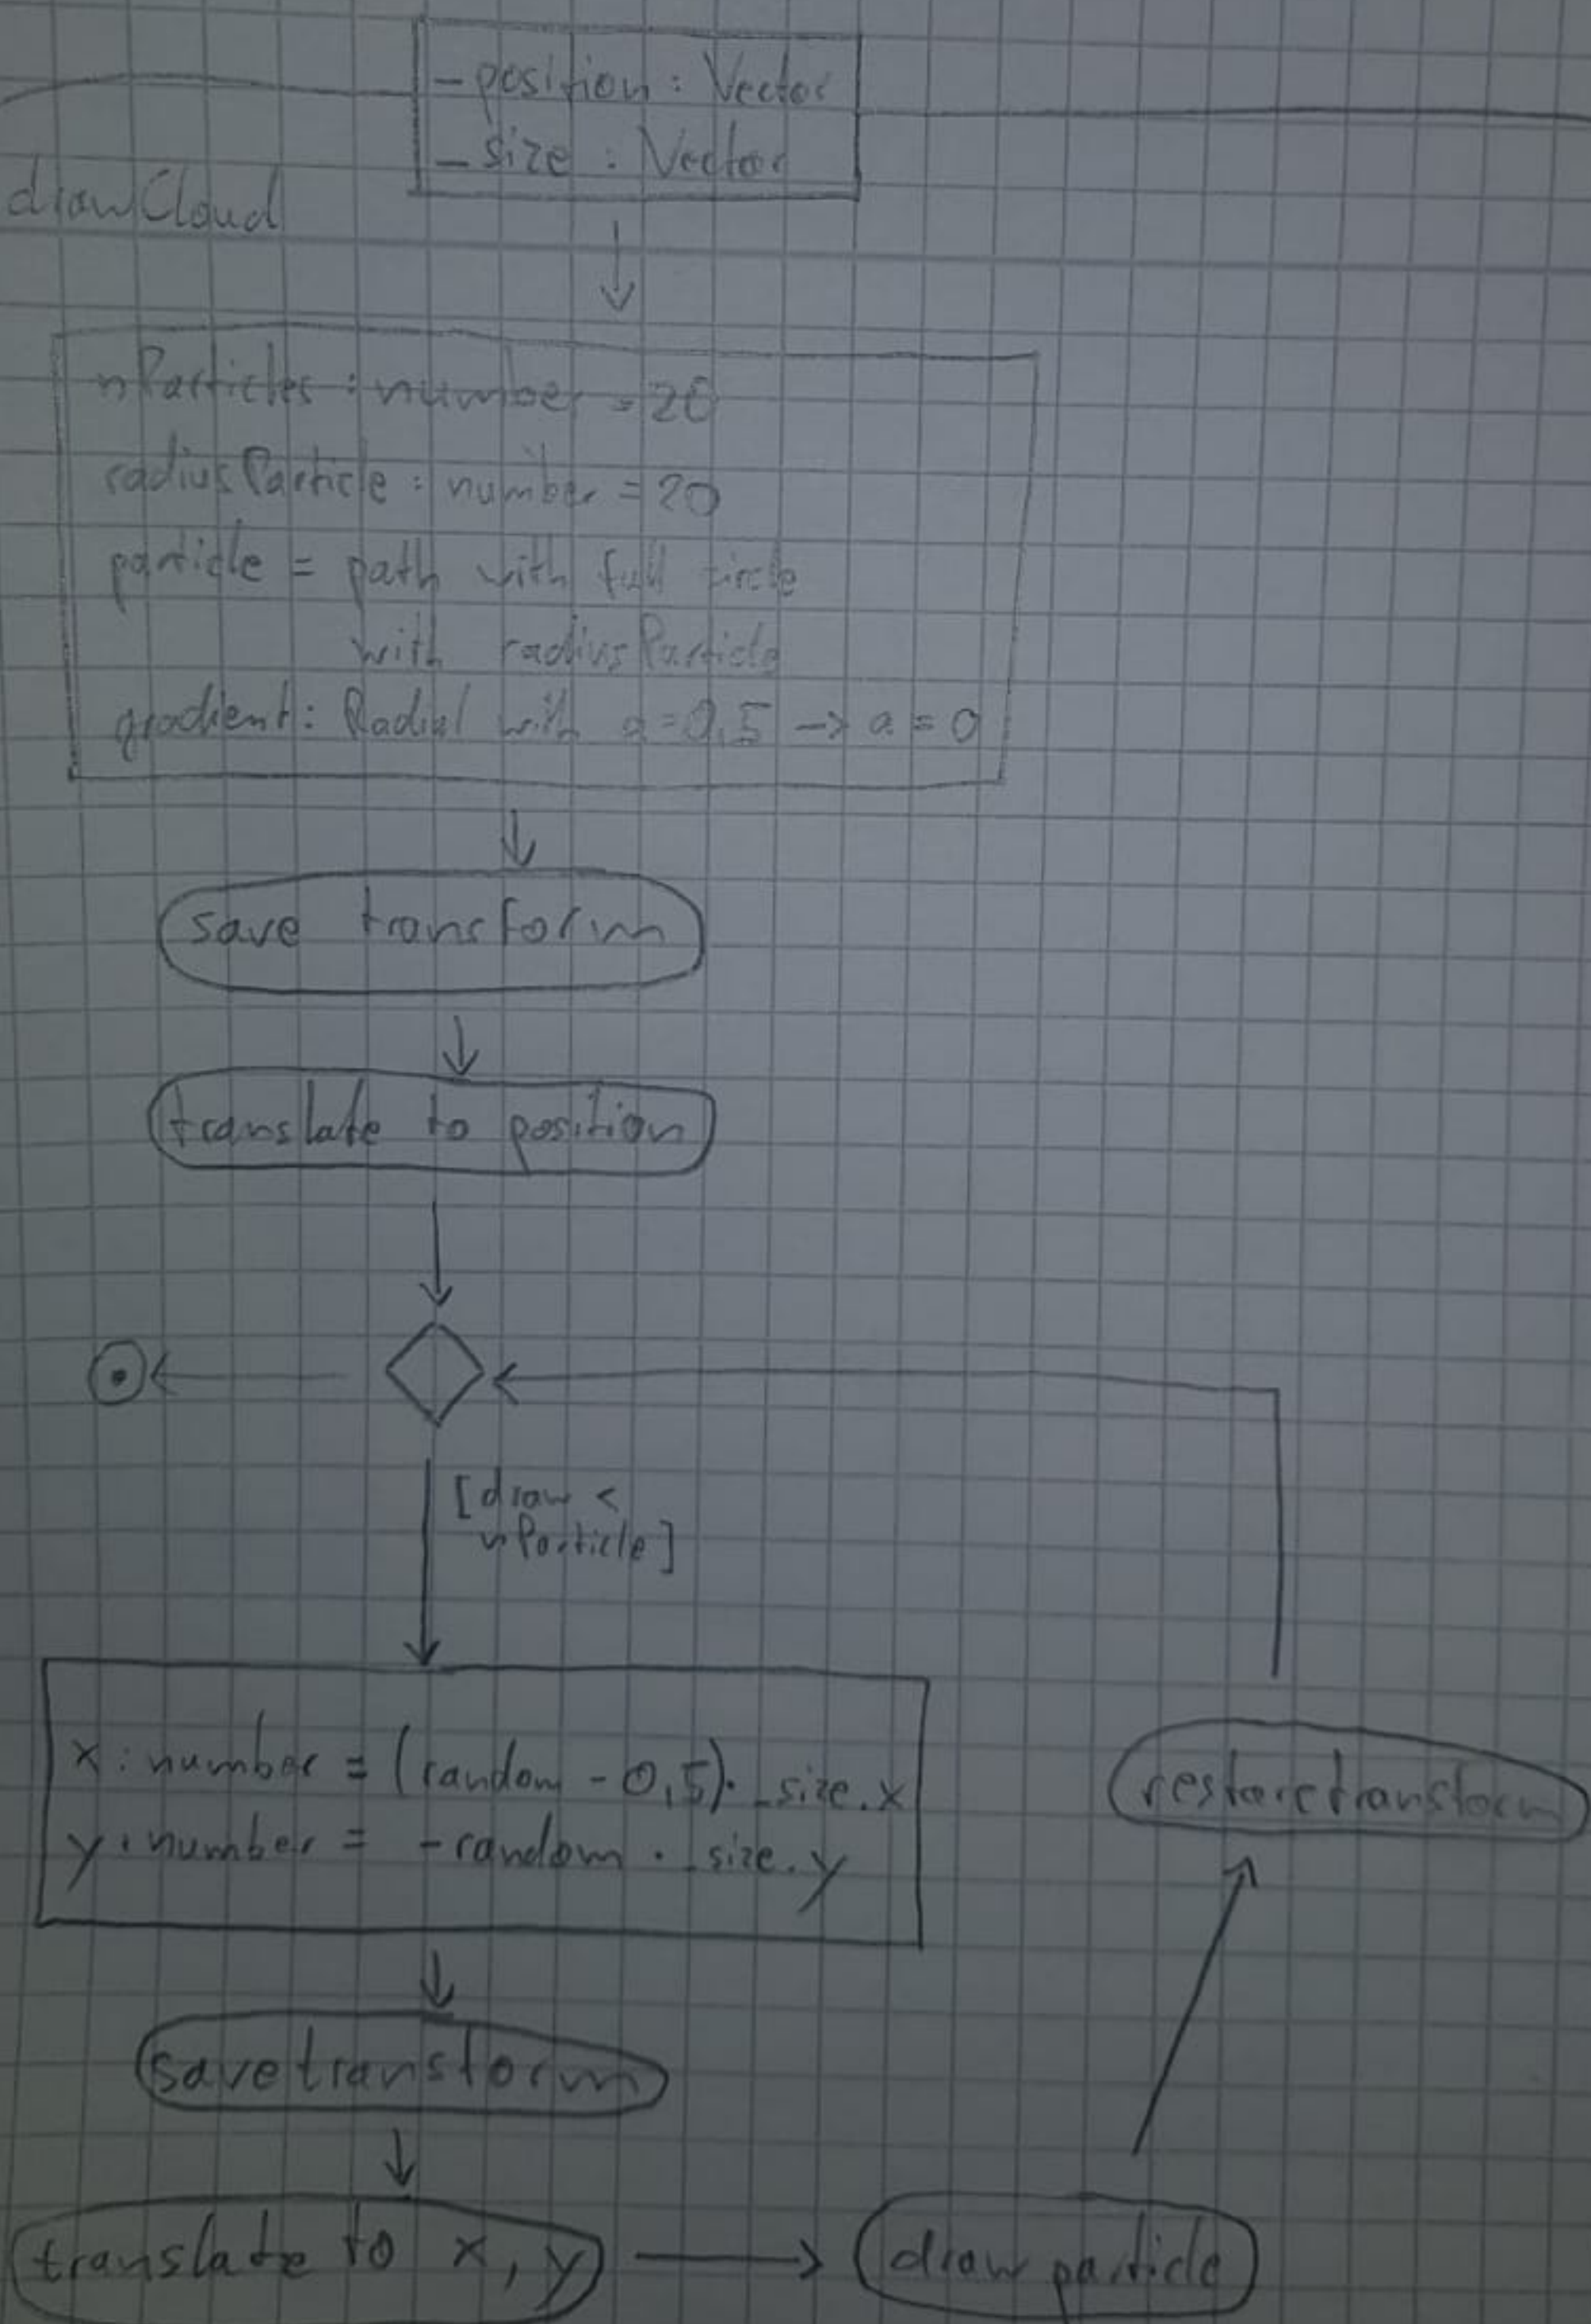 _position : Vector
_size : Vector
drawCloud
nParticles : number = 20
radiusParticle : number = 20
particle = path with full circle
with radiusParticle
gradient : Radial with a = 0,5 -> a = 0
save transform
translate to position
[draw <
nParticle]
x : number = (random - 0,5) · _size.x
y : number = - random · _size.y
restore transform
save transform
translate to x, y
draw particle